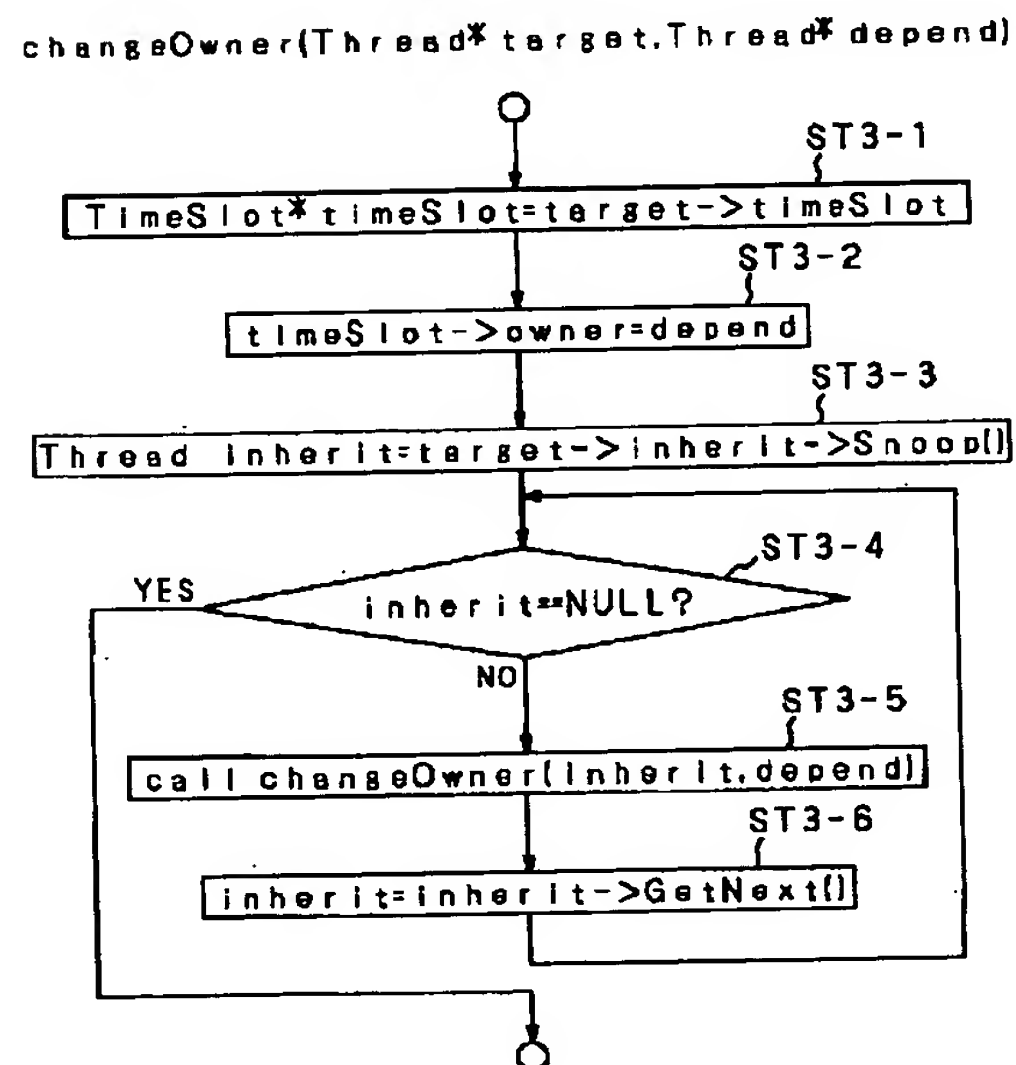 changeOwner(Thread* target,Thread* depend)
ST3-1
TimeSlot* timeSlot=target->timeSlot
ST3-2
timeSlot->owner=depend
ST3-3
Thread inherit=target->inherit->Snoop()
ST3-4
YES
inherit==NULL?
NO
ST3-5
call changeOwner(inherit,depend)
ST3-6
inherit=inherit->GetNext()